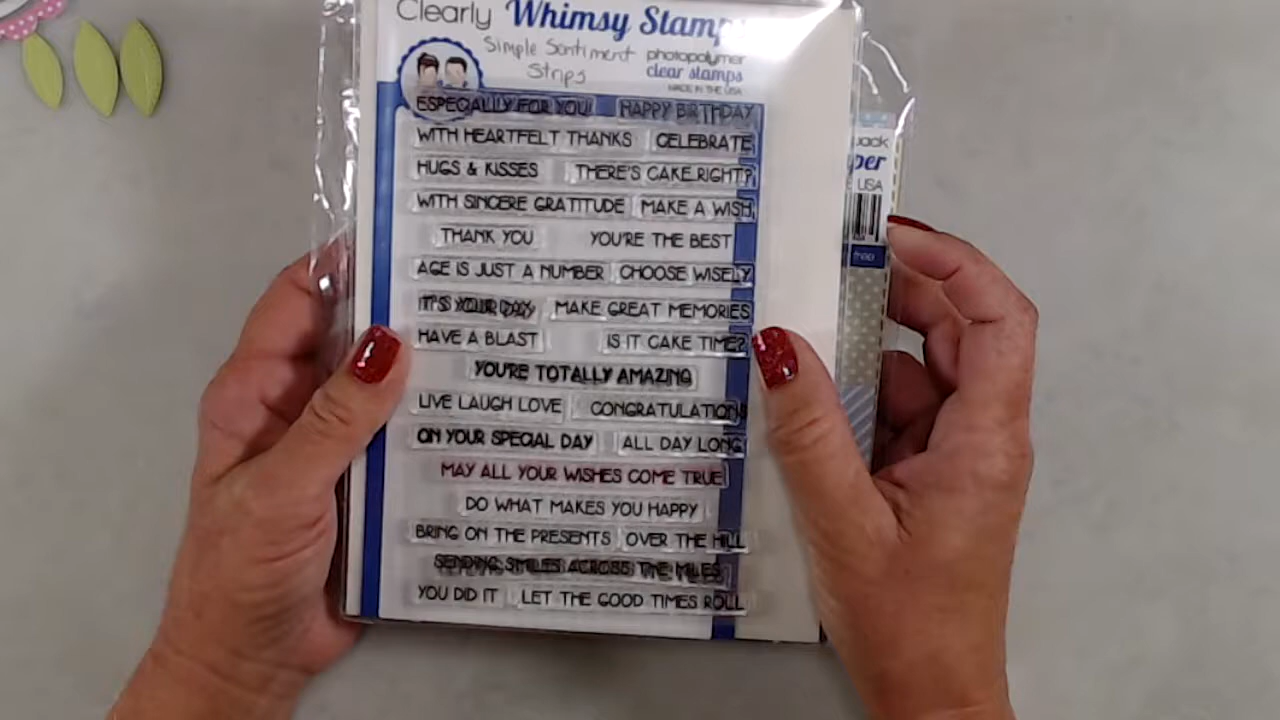 Clearly Whimsy Stamps
Simple Sentiment Strips
photopolymer
clear stamps
MADE IN THE USA
ESPECIALLY FOR YOU HAPPY BIRTHDAY
WITH HEARTFELT THANKS CELEBRATE
HUGS & KISSES THERE'S CAKE RIGHT?
WITH SINCERE GRATITUDE MAKE A WISH
THANK YOU YOU'RE THE BEST
AGE IS JUST A NUMBER CHOOSE WISELY
IT'S YOUR DAY MAKE GREAT MEMORIES
HAVE A BLAST IS IT CAKE TIME?
YOU'RE TOTALLY AMAZING
LIVE LAUGH LOVE CONGRATULATIONS
ON YOUR SPECIAL DAY ALL DAY LONG
MAY ALL YOUR WISHES COME TRUE
DO WHAT MAKES YOU HAPPY
BRING ON THE PRESENTS OVER THE HILL
SENDING SMILES ACROSS THE MILES
YOU DID IT LET THE GOOD TIMES ROLL
USA
free